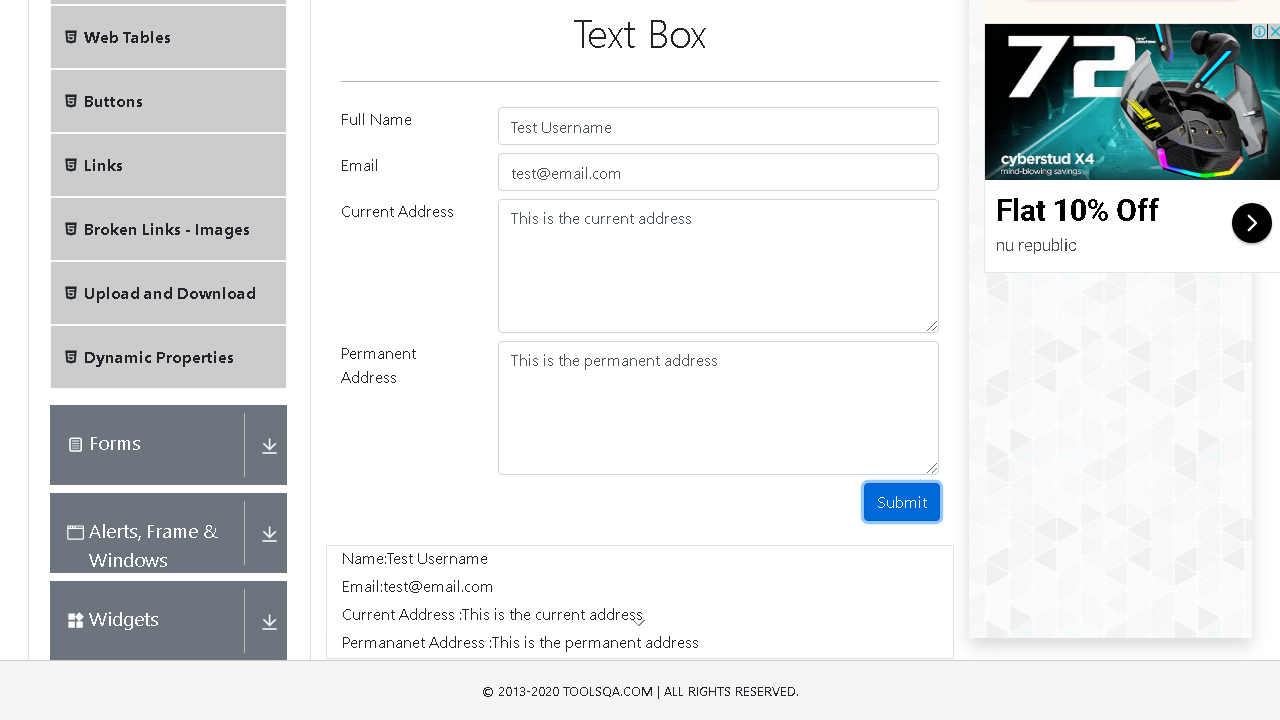 Web Tables
Buttons
Links
Broken Links - Images
Upload and Download
Dynamic Properties
Forms
Alerts, Frame &
Windows
Widgets
Text Box
Full Name
Test Username
Email
test@email.com
Current Address
This is the current address
Permanent
Address
This is the permanent address
Submit
Name:Test Username
Email:test@email.com
Current Address :This is the current address
Permananet Address :This is the permanent address
72
cyberstud X4
mind-blowing savings*
Flat 10% Off
nu republic
© 2013-2020 TOOLSQA.COM | ALL RIGHTS RESERVED.